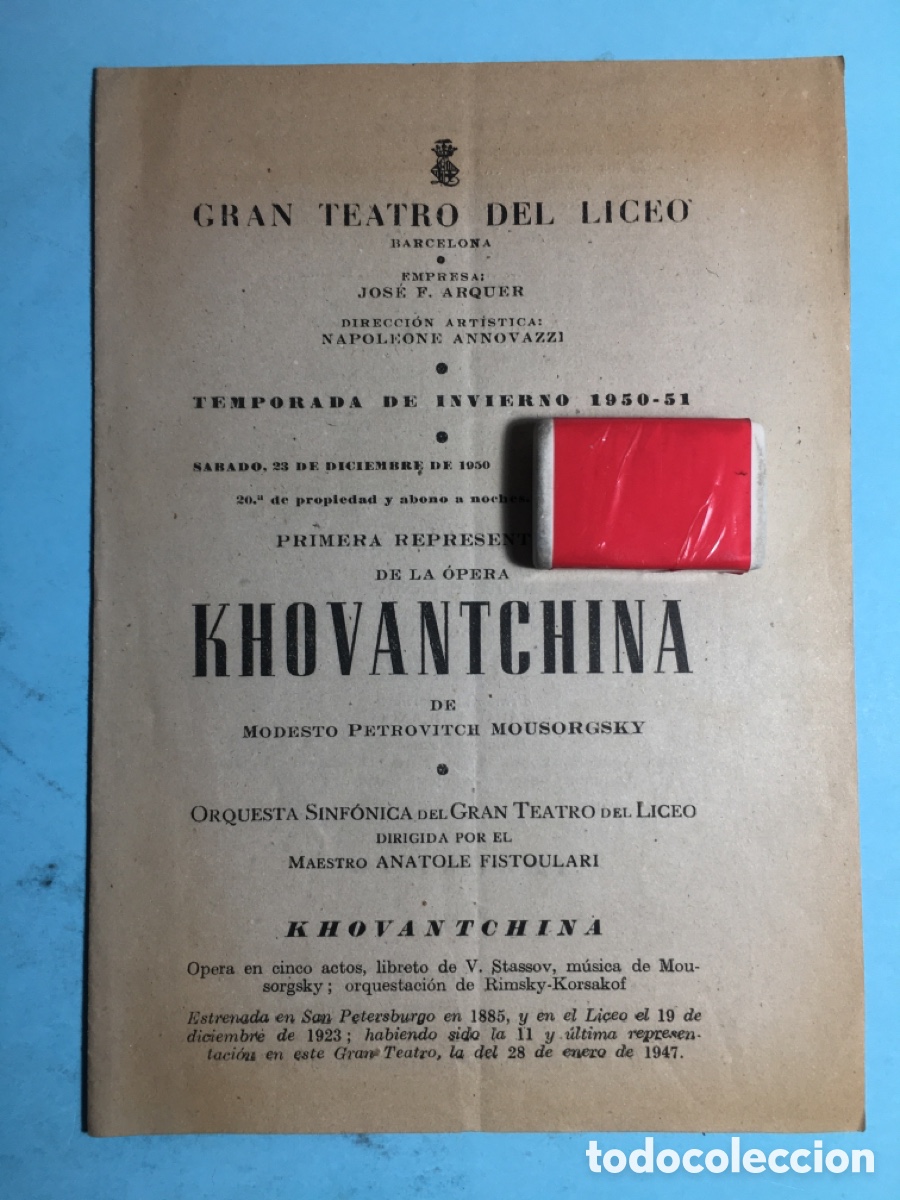 GRAN TEATRO DEL LICEO
BARCELONA
EMPRESA:
JOSÉ F. ARQUER
DIRECCIÓN ARTÍSTICA:
NAPOLEONE ANNOVAZZI
TEMPORADA DE INVIERNO 1950-51
SABADO, 23 DE DICIEMBRE DE 1950
20.ª de propiedad y abono a noches.
PRIMERA REPRESENT
DE LA ÓPERA
KHOVANTCHINA
DE
MODESTO PETROVITCH MOUSORGSKY
ORQUESTA SINFÓNICA DEL GRAN TEATRO DEL LICEO
DIRIGIDA POR EL
MAESTRO ANATOLE FISTOULARI
KHOVANTCHINA
Opera en cinco actos, libreto de V. Stassov, música de Mou-
sorgsky; orquestación de Rimsky-Korsakof
Estrenada en San Petersburgo en 1885, y en el Liceo el 19 de
diciembre de 1923; habiendo sido la 11 y última represen-
tación en este Gran Teatro, la del 28 de enero de 1947.
todocoleccion